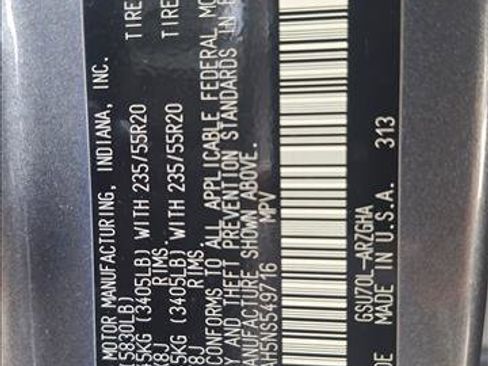 MOTOR MANUFACTURING, INDIANA, INC.
(5830LB)
5KG (3405LB) WITH 235/55R20 TIRE
X8J RIMS.
5KG (3405LB) WITH 235/55R20 TIRE
8J RIMS.
CONFORMS TO ALL APPLICABLE FEDERAL MO
Y AND THEFT PREVENTION STANDARDS IN E
ANUFACTURE SHOWN ABOVE.
AH5NS549716 MPV
GSU70L-ARZGHA
DE MADE IN U.S.A. 313